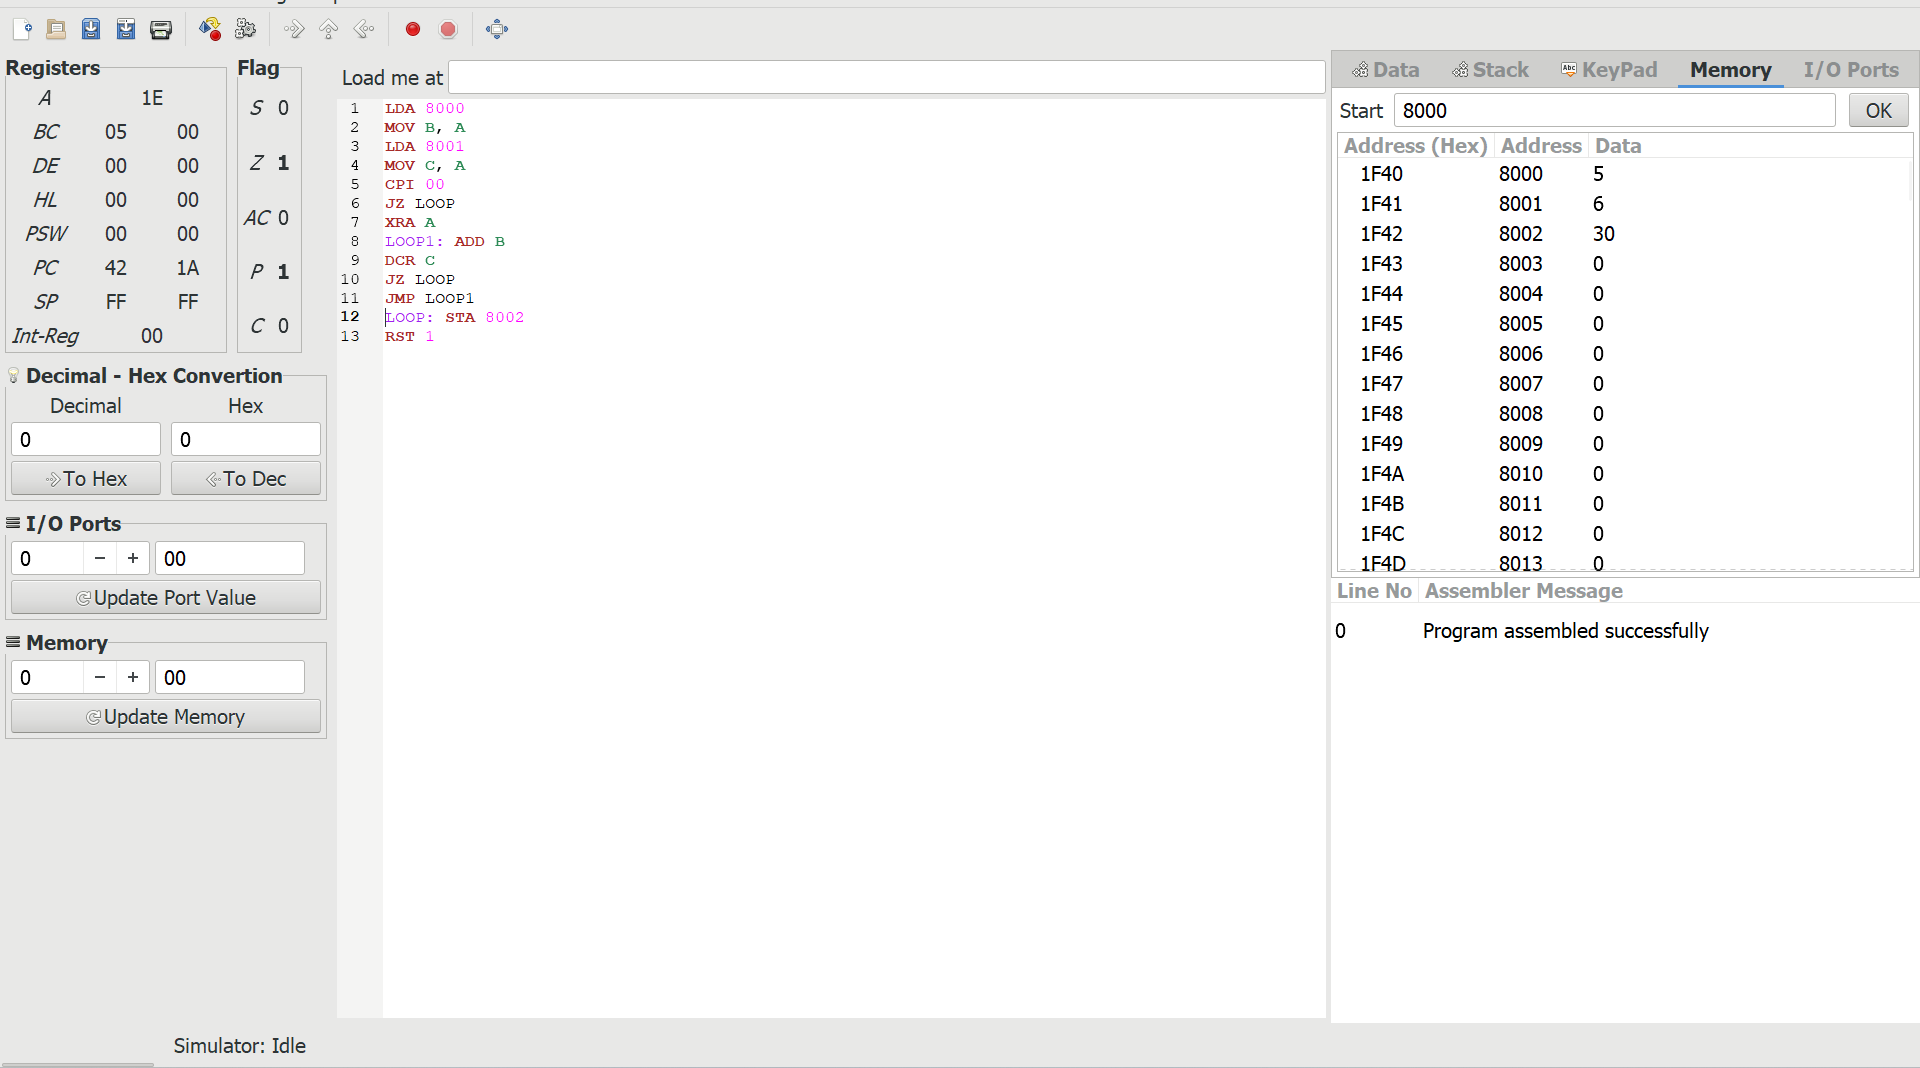 Registers
A 1E
BC 05 00
DE 00 00
HL 00 00
PSW 00 00
PC 42 1A
SP FF FF
Int-Reg 00
Flag
S 0
Z 1
AC 0
P 1
C 0
Decimal - Hex Convertion
Decimal Hex
0 0
To Hex To Dec
I/O Ports
0 − + 00
Update Port Value
Memory
0 − + 00
Update Memory
Load me at
1 LDA 8000
2 MOV B, A
3 LDA 8001
4 MOV C, A
5 CPI 00
6 JZ LOOP
7 XRA A
8 LOOP1: ADD B
9 DCR C
10 JZ LOOP
11 JMP LOOP1
12 LOOP: STA 8002
13 RST 1
Data Stack Abc KeyPad Memory I/O Ports
Start 8000 OK
Address (Hex) Address Data
1F40 8000 5
1F41 8001 6
1F42 8002 30
1F43 8003 0
1F44 8004 0
1F45 8005 0
1F46 8006 0
1F47 8007 0
1F48 8008 0
1F49 8009 0
1F4A 8010 0
1F4B 8011 0
1F4C 8012 0
1F4D 8013 0
Line No Assembler Message
0 Program assembled successfully
Simulator: Idle